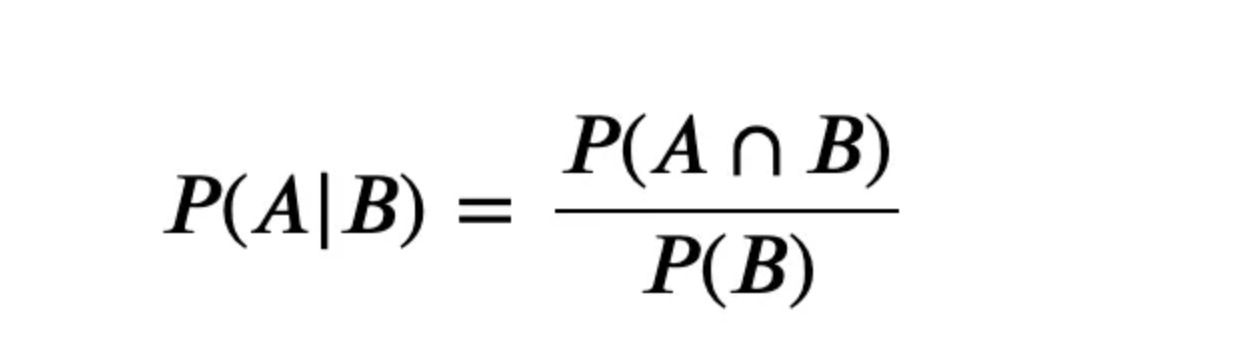 P(A|B) = P(A ∩ B) / P(B)